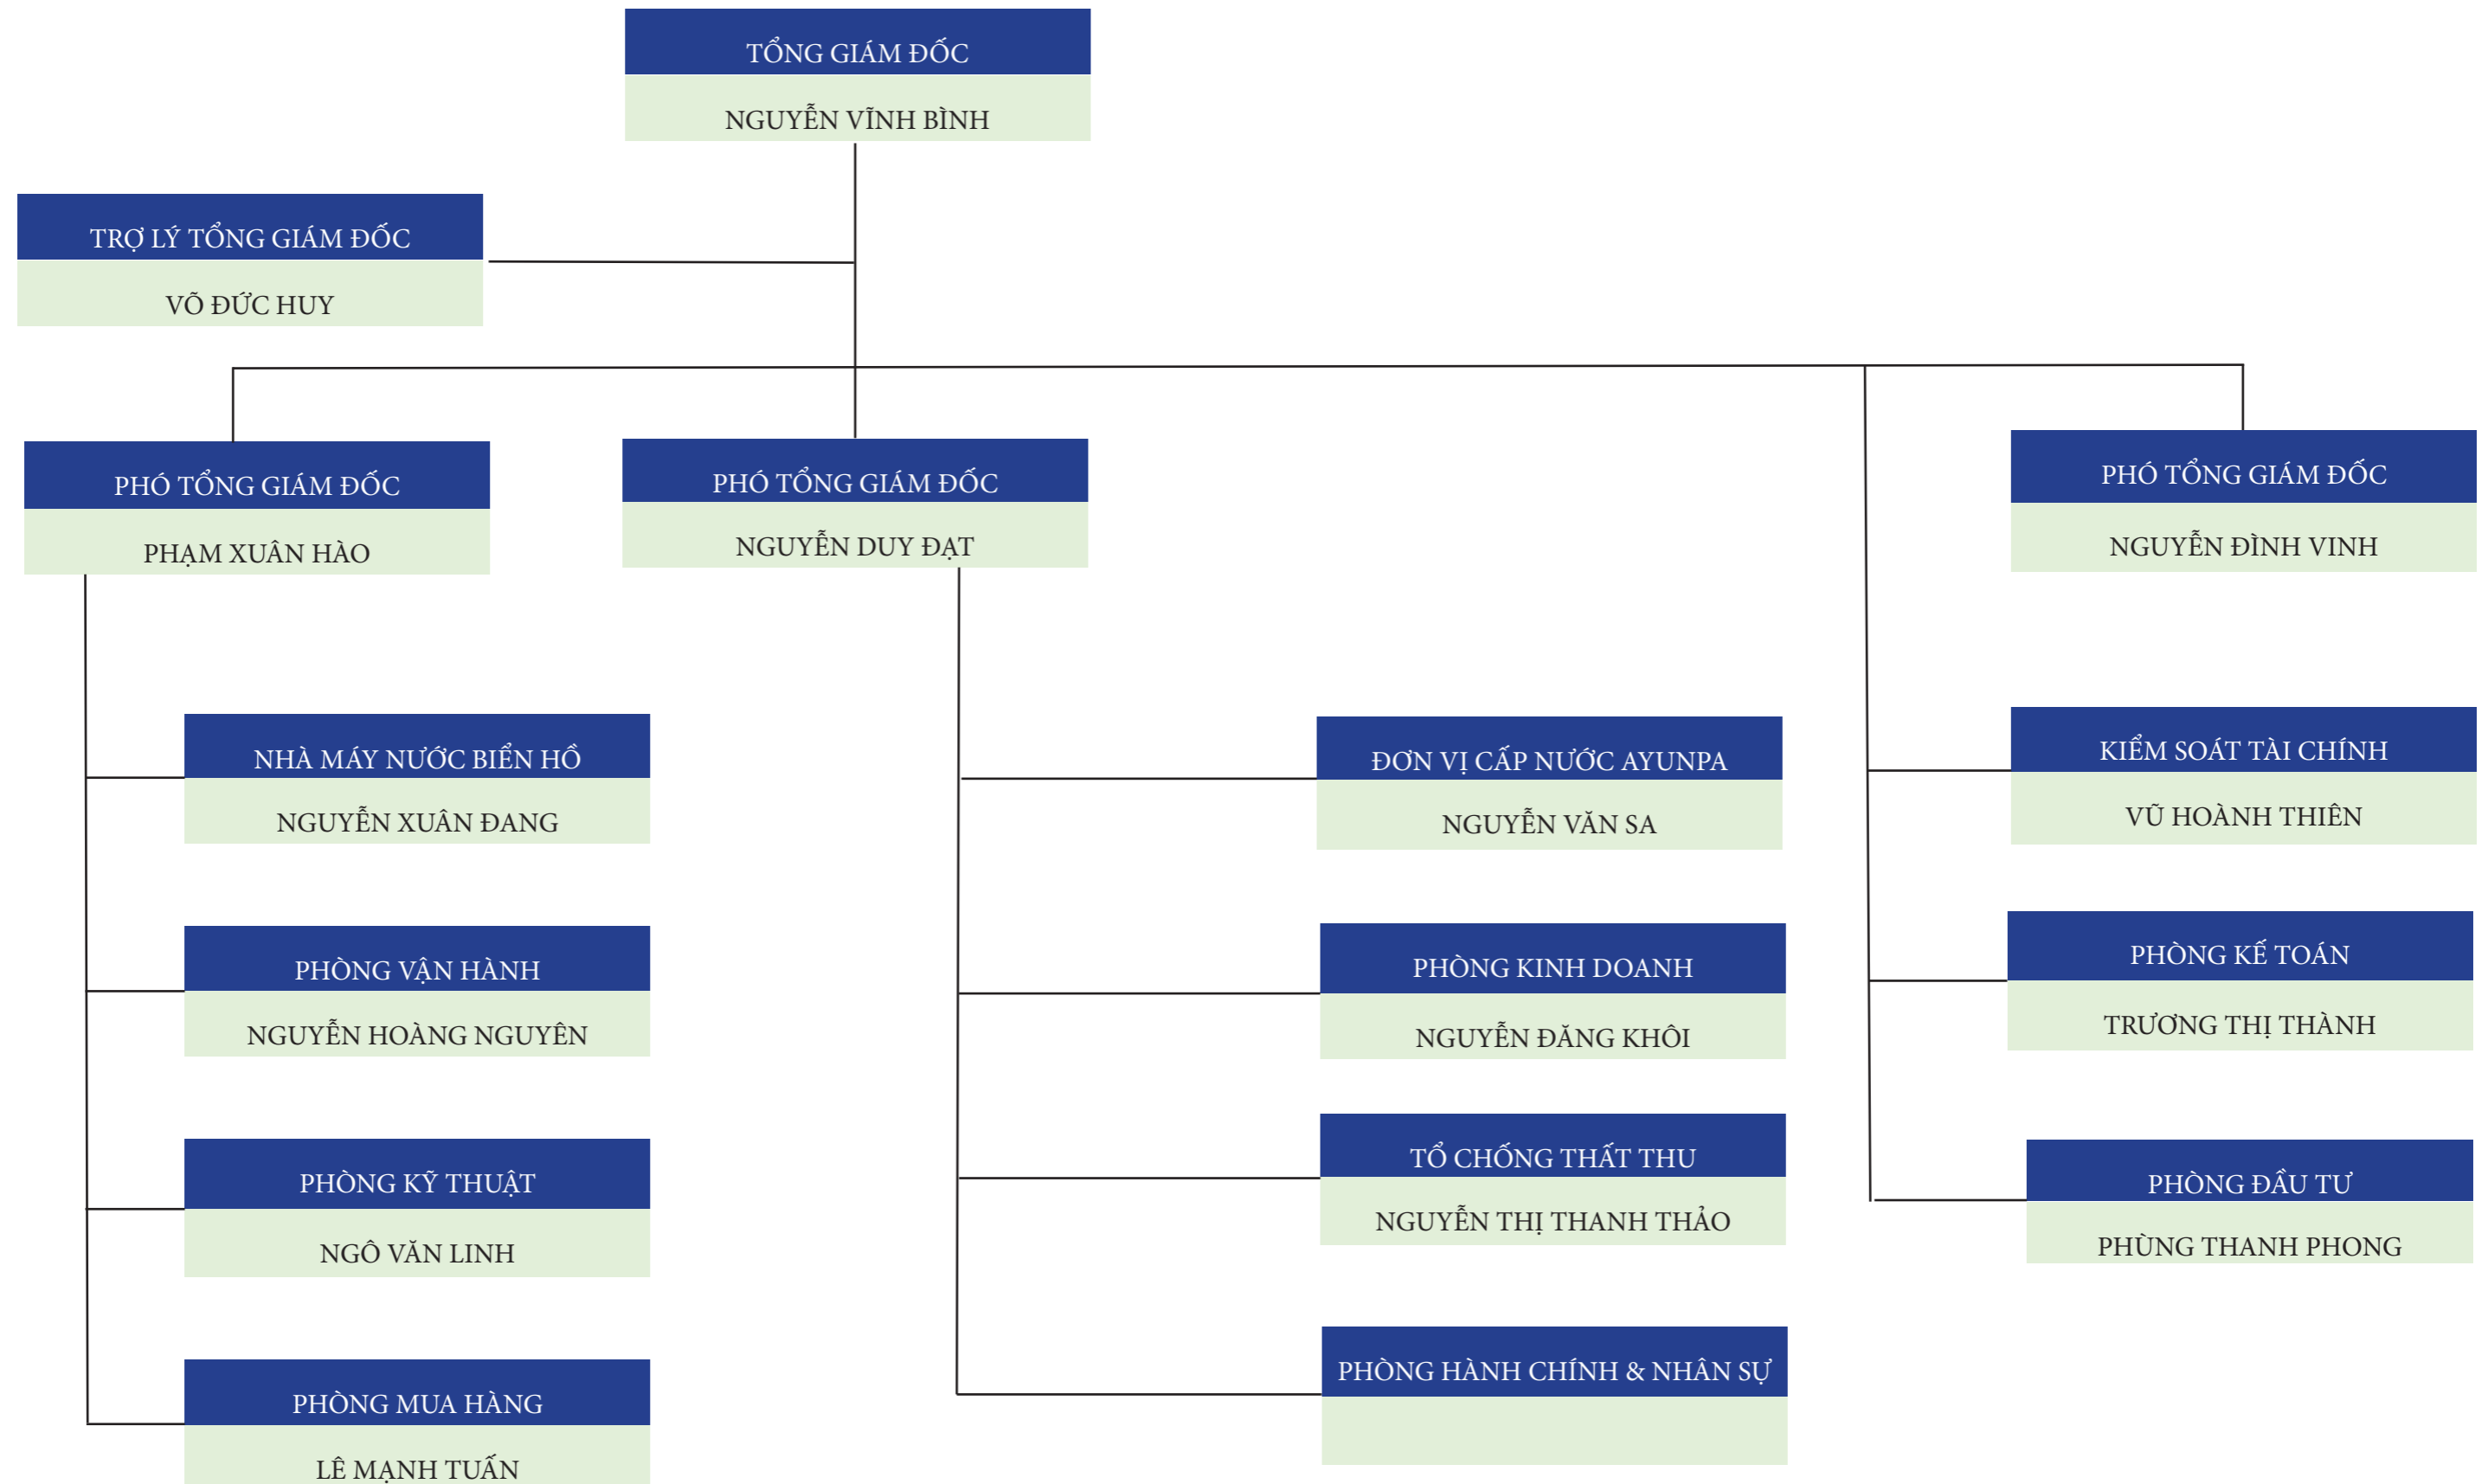 TỔNG GIÁM ĐỐC
NGUYỄN VĨNH BÌNH
TRỢ LÝ TỔNG GIÁM ĐỐC
VÕ ĐỨC HUY
PHÓ TỔNG GIÁM ĐỐC
PHẠM XUÂN HÀO
PHÓ TỔNG GIÁM ĐỐC
NGUYỄN DUY ĐẠT
PHÓ TỔNG GIÁM ĐỐC
NGUYỄN ĐÌNH VINH
NHÀ MÁY NƯỚC BIỂN HỒ
NGUYỄN XUÂN ĐANG
PHÒNG VẬN HÀNH
NGUYỄN HOÀNG NGUYÊN
PHÒNG KỸ THUẬT
NGÔ VĂN LINH
PHÒNG MUA HÀNG
LÊ MẠNH TUẤN
ĐƠN VỊ CẤP NƯỚC AYUNPA
NGUYỄN VĂN SA
PHÒNG KINH DOANH
NGUYỄN ĐĂNG KHÔI
TỔ CHỐNG THẤT THU
NGUYỄN THỊ THANH THẢO
PHÒNG HÀNH CHÍNH & NHÂN SỰ
KIỂM SOÁT TÀI CHÍNH
VŨ HOÀNH THIÊN
PHÒNG KẾ TOÁN
TRƯƠNG THỊ THÀNH
PHÒNG ĐẦU TƯ
PHÙNG THANH PHONG